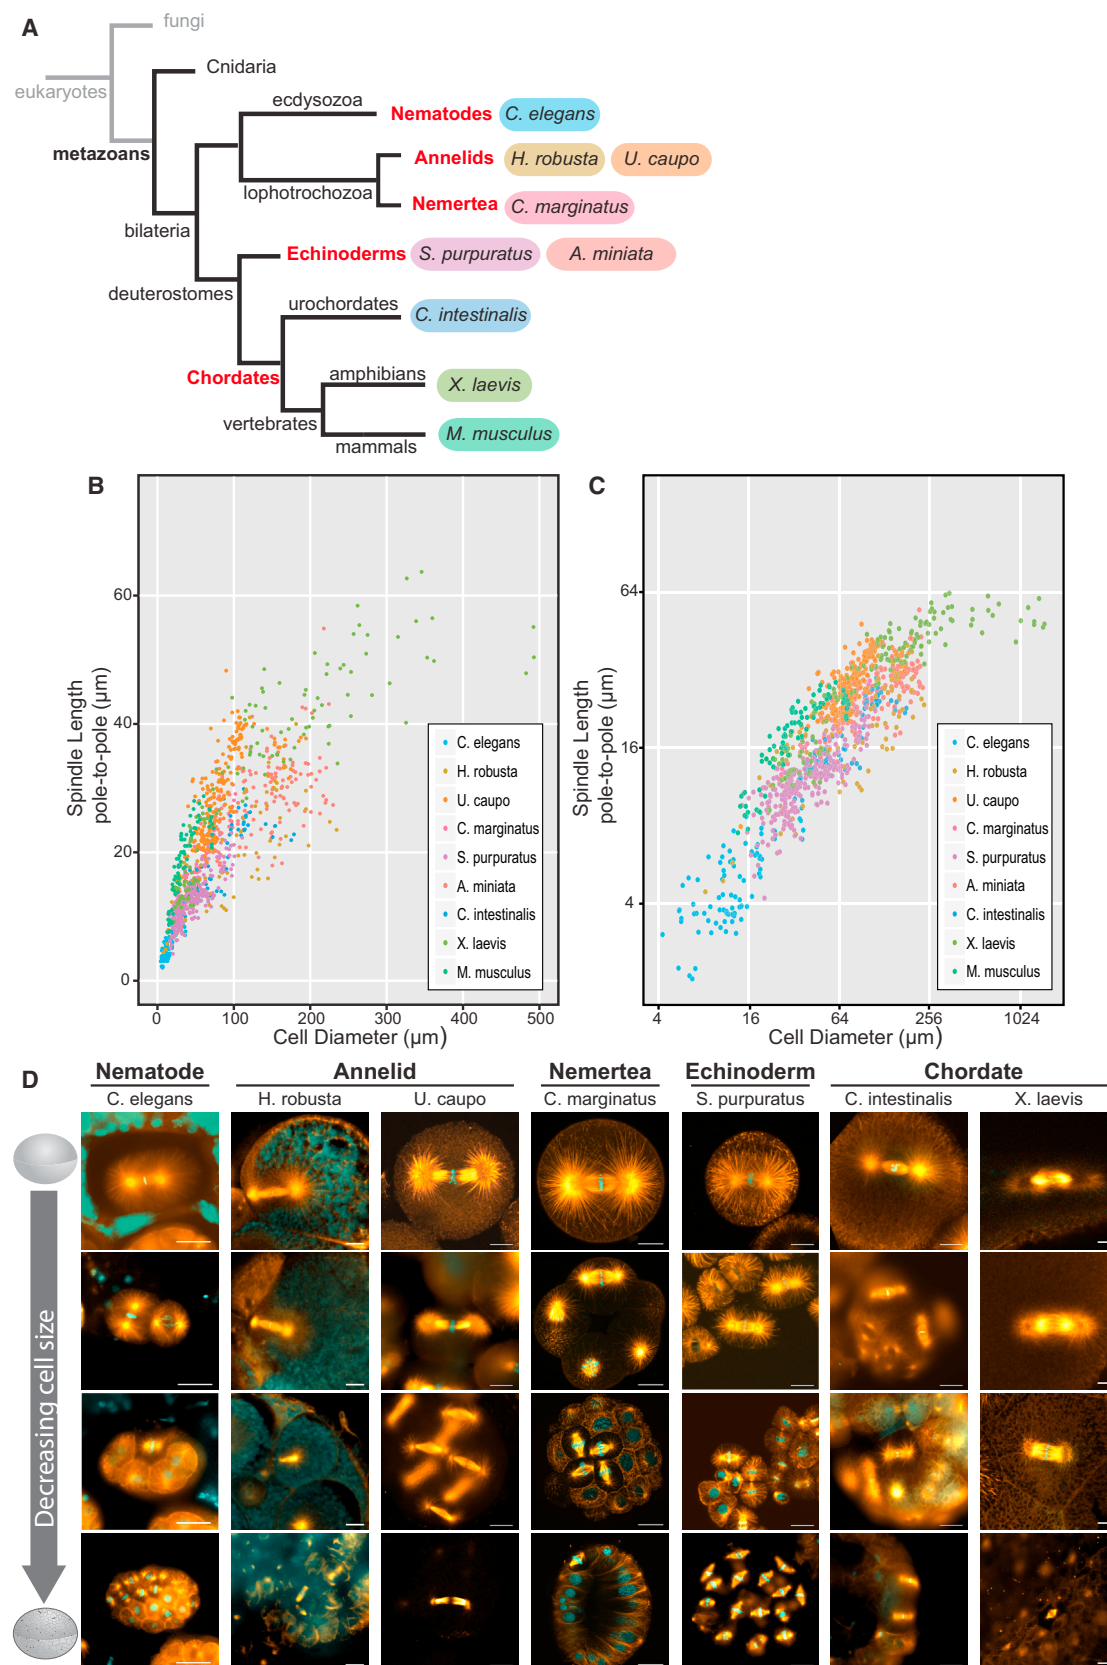 A
fungi
Cnidaria
eukaryotes
ecdysozoa
Nematodes C. elegans
metazoans
Annelids H. robusta U. caupo
lophotrochozoa
Nemertea C. marginatus
bilateria
Echinoderms S. purpuratus A. miniata
deuterostomes
urochordates
C. intestinalis
Chordates
amphibians
X. laevis
vertebrates
M. musculus
mammals
B
Spindle Length
pole-to-pole (μm)
60
40
20
0
0 100 200 300 400 500
Cell Diameter (μm)
C. elegans
H. robusta
U. caupo
C. marginatus
S. purpuratus
A. miniata
C. intestinalis
X. laevis
M. musculus
C
Spindle Length
pole-to-pole (μm)
64
16
4
4 16 64 256 1024
Cell Diameter (μm)
C. elegans
H. robusta
U. caupo
C. marginatus
S. purpuratus
A. miniata
C. intestinalis
X. laevis
M. musculus
D
Nematode Annelid Nemertea Echinoderm Chordate
C. elegans H. robusta U. caupo C. marginatus S. purpuratus C. intestinalis X. laevis
Decreasing cell size